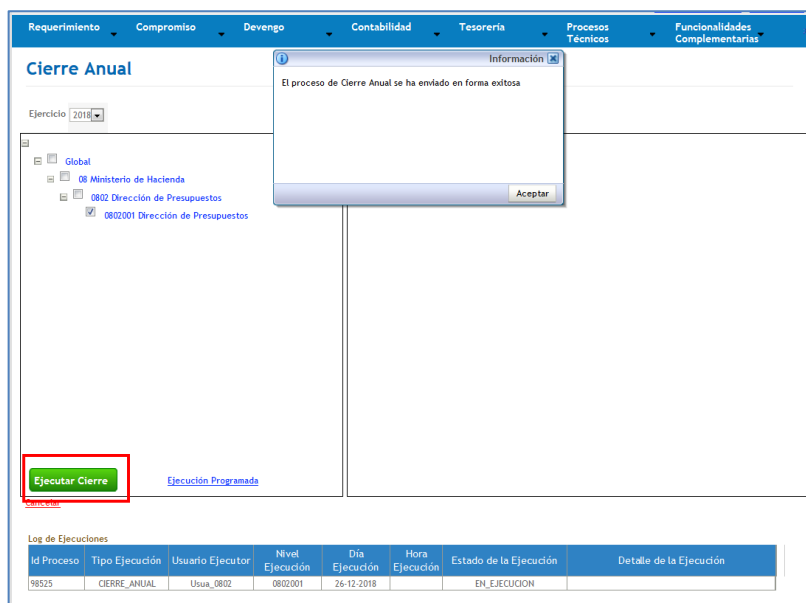 Requerimiento Compromiso Devengo Contabilidad Tesorería Procesos Técnicos Funcionalidades Complementarias
Cierre Anual
Información
El proceso de Cierre Anual se ha enviado en forma exitosa
Aceptar
Ejercicio 2018
Global
08 Ministerio de Hacienda
0802 Dirección de Presupuestos
0802001 Dirección de Presupuestos
Ejecutar Cierre Ejecución Programada
Cancelar
Log de Ejecuciones
Id Proceso Tipo Ejecución Usuario Ejecutor Nivel Ejecución Día Ejecución Hora Ejecución Estado de la Ejecución Detalle de la Ejecución
98525 CIERRE_ANUAL Usua_0802 0802001 26-12-2018 EN_EJECUCION